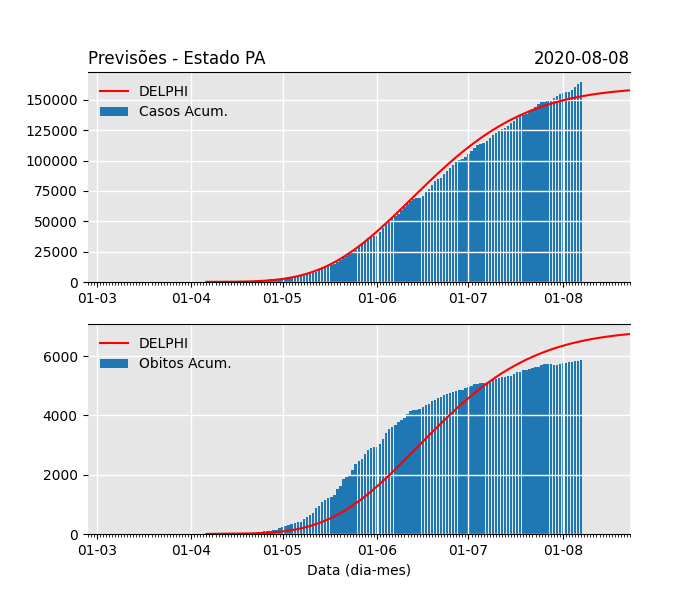 Previsões - Estado PA 2020-08-08
DELPHI
Casos Acum.
150000
125000
100000
75000
50000
25000
0
01-03 01-04 01-05 01-06 01-07 01-08
DELPHI
Obitos Acum.
6000
4000
2000
0
01-03 01-04 01-05 01-06 01-07 01-08
Data (dia-mes)